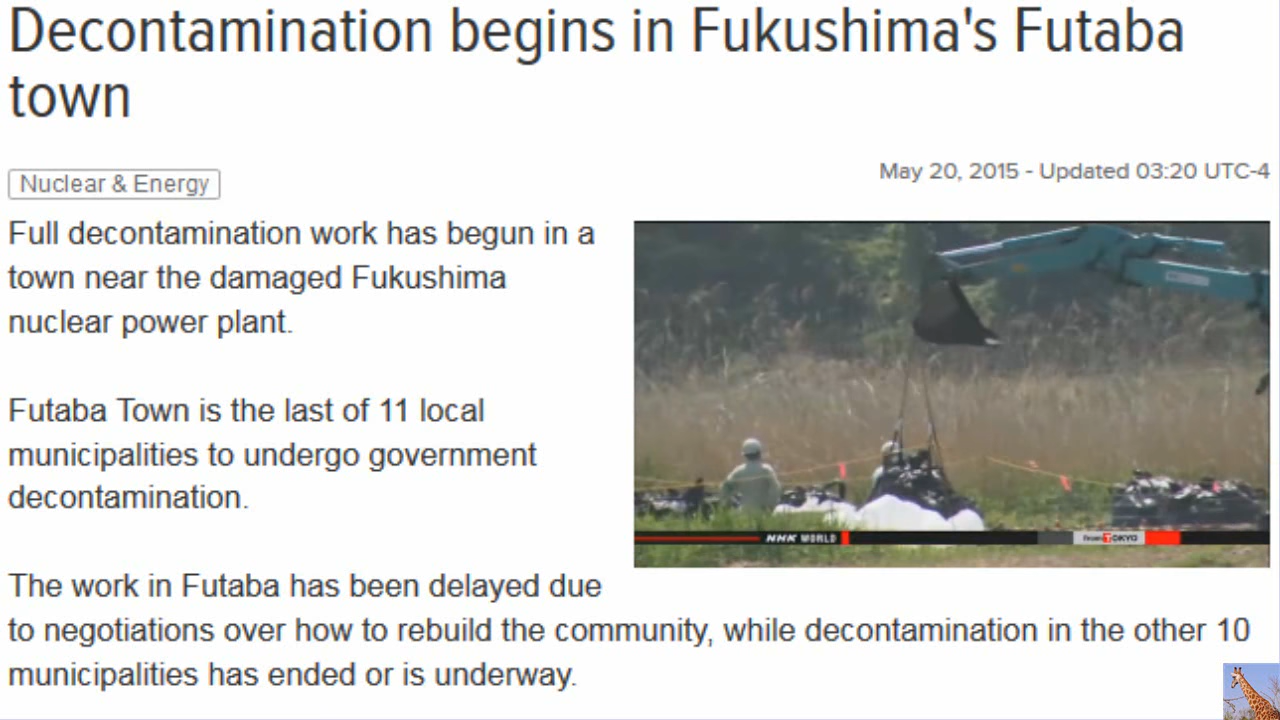 Decontamination begins in Fukushima's Futaba
town
Nuclear & Energy
May 20, 2015 - Updated 03:20 UTC-4
Full decontamination work has begun in a
town near the damaged Fukushima
nuclear power plant.
Futaba Town is the last of 11 local
municipalities to undergo government
decontamination.
NHK WORLD
from TOKYO
The work in Futaba has been delayed due
to negotiations over how to rebuild the community, while decontamination in the other 10
municipalities has ended or is underway.